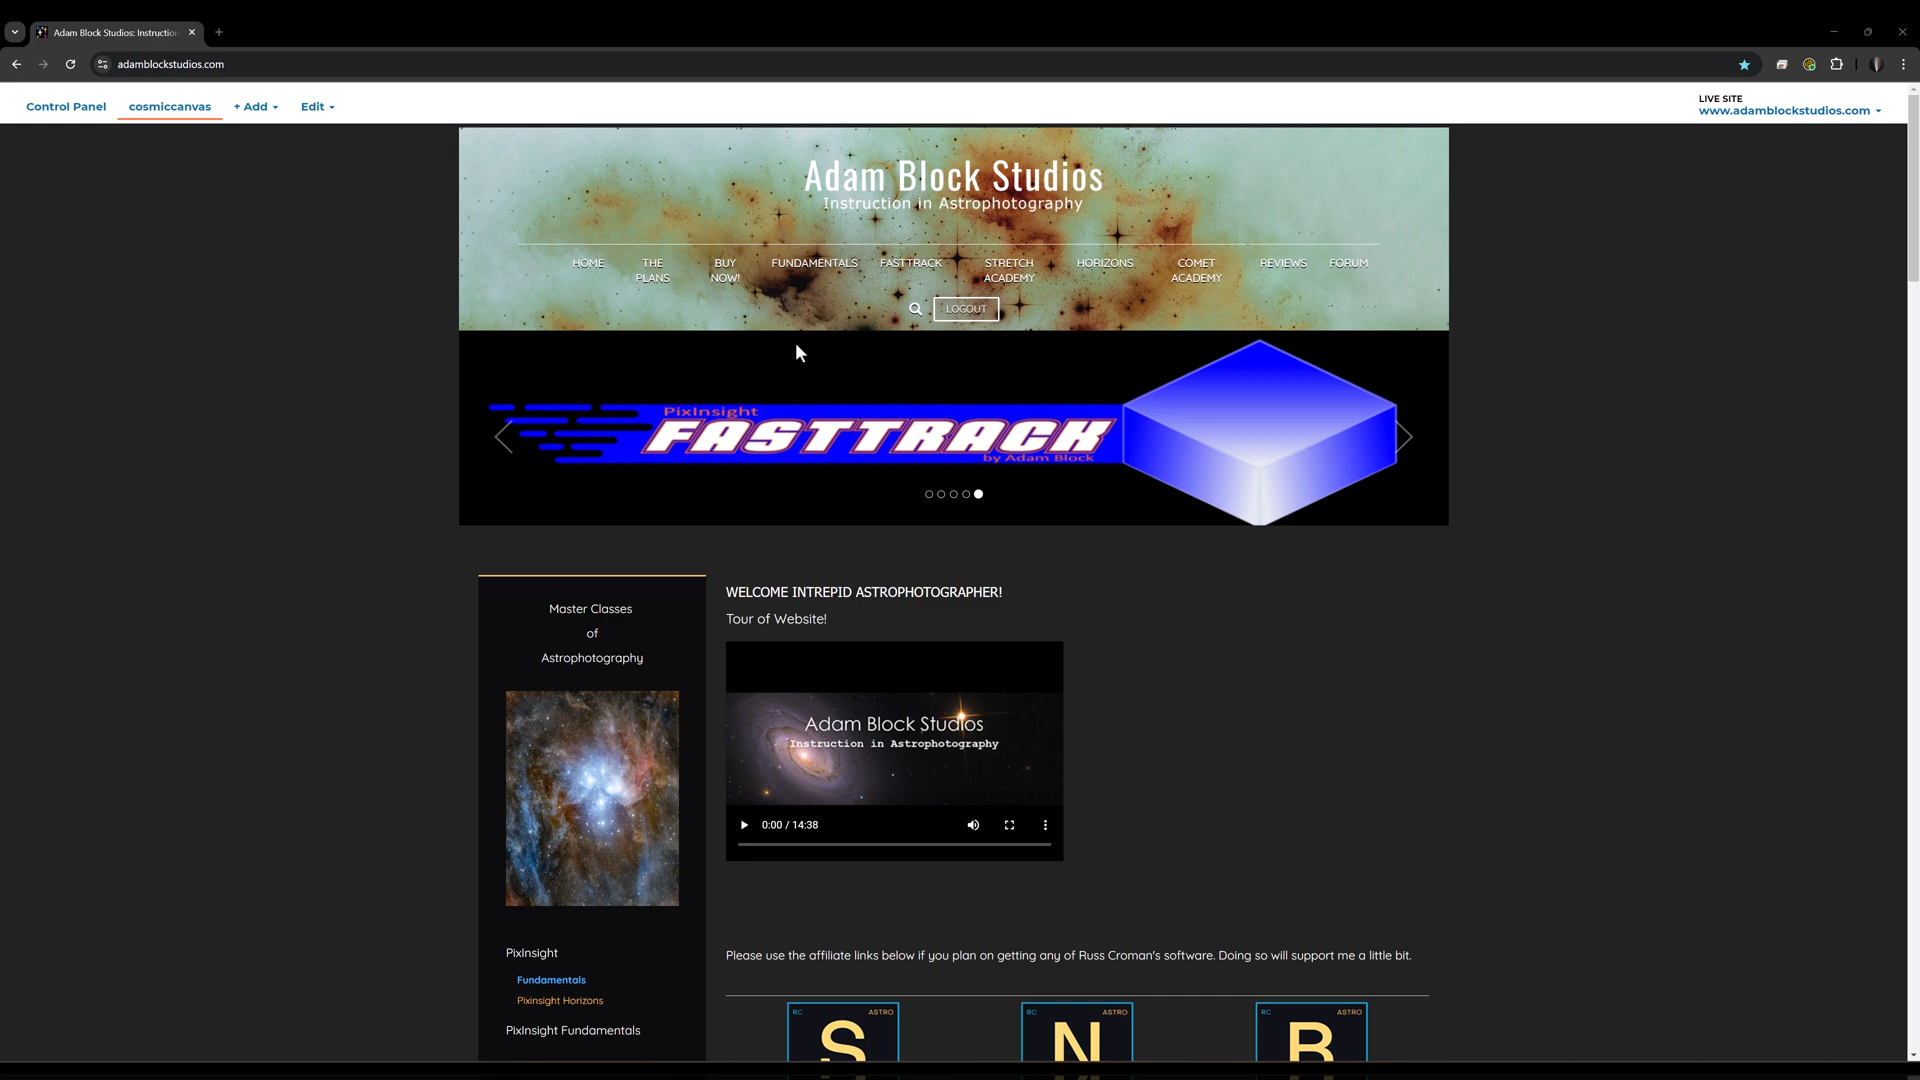 Adam Block Studios: Instruction
adamblockstudios.com
Control Panel
cosmiccanvas
+ Add
Edit
LIVE SITE
www.adamblockstudios.com
Adam Block Studios
Instruction in Astrophotography
HOME
THE PLANS
BUY NOW!
FUNDAMENTALS
FASTTRACK
STRETCH ACADEMY
HORIZONS
COMET ACADEMY
REVIEWS
FORUM
LOGOUT
PixInsight
FASTTRACK
by Adam Block
Master Classes
of
Astrophotography
PixInsight
Fundamentals
Pixinsight Horizons
PixInsight Fundamentals
WELCOME INTREPID ASTROPHOTOGRAPHER!
Tour of Website!
Adam Block Studios
Instruction in Astrophotography
0:00 / 14:38
Please use the affiliate links below if you plan on getting any of Russ Croman's software. Doing so will support me a little bit.
RC ASTRO
S
RC ASTRO
N
RC ASTRO
B